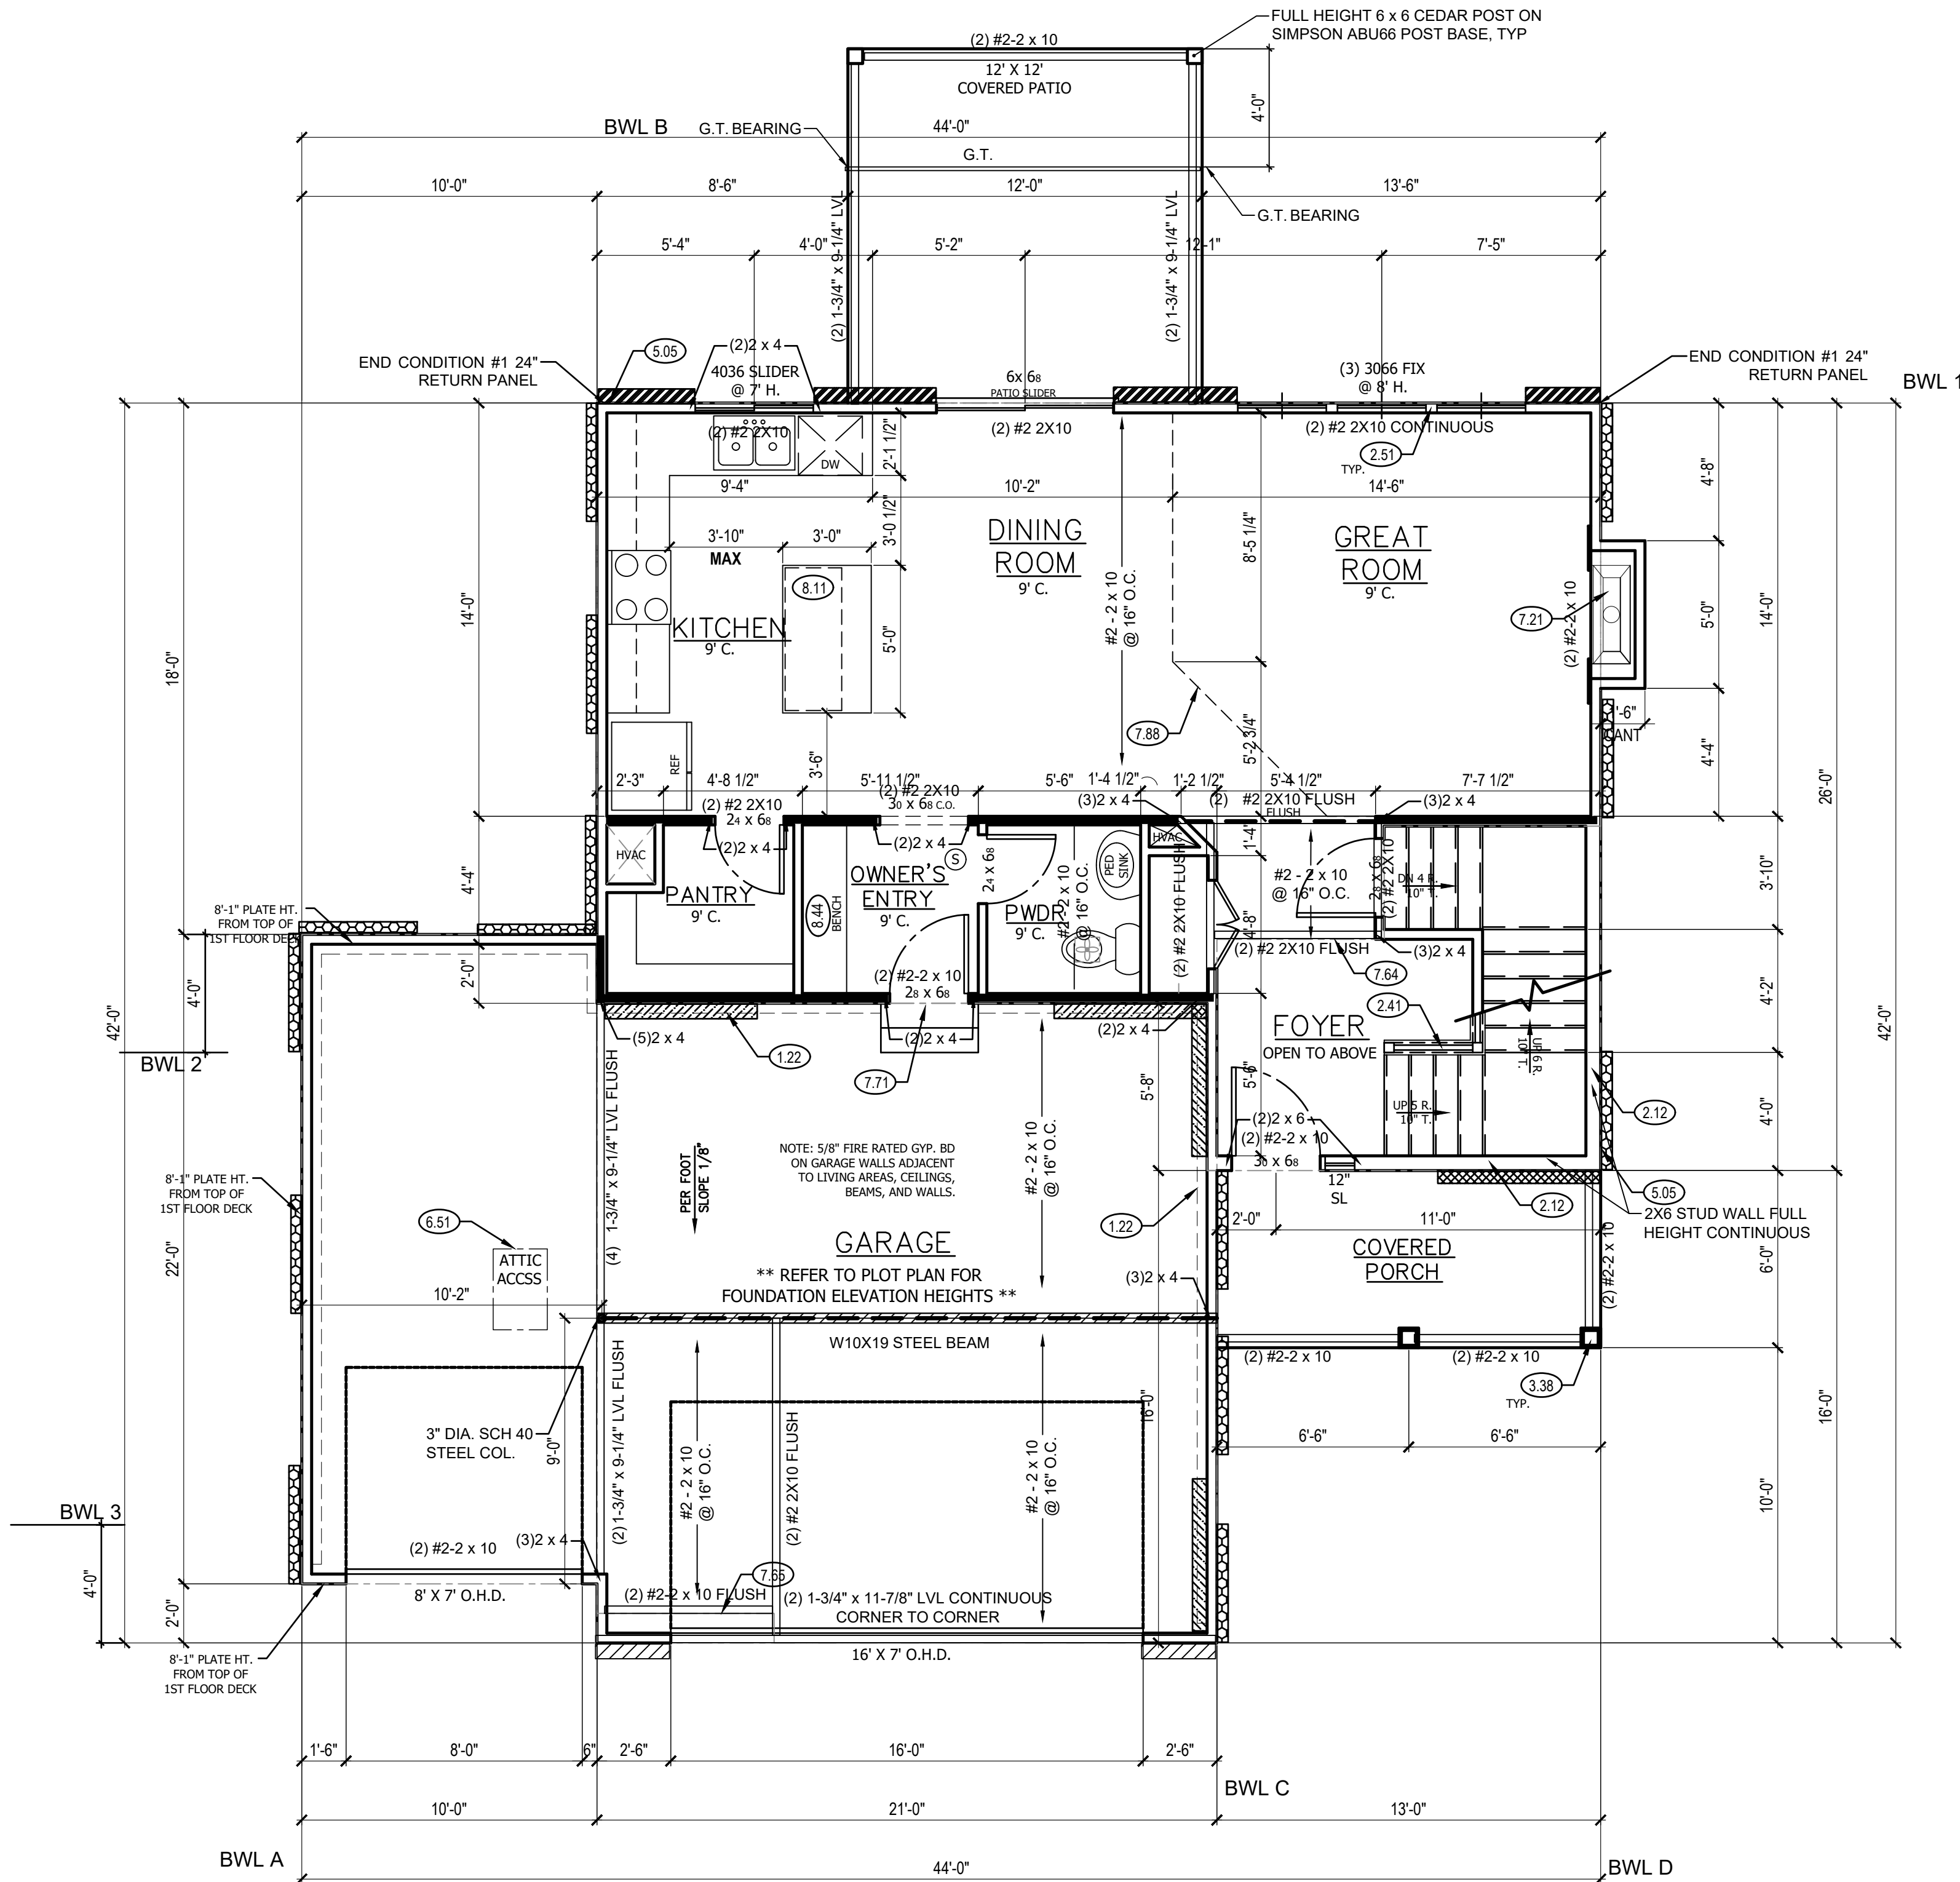 FULL HEIGHT 6 x 6 CEDAR POST ON
SIMPSON ABU66 POST BASE, TYP
(2) #2-2 x 10
12' X 12'
COVERED PATIO
4'-0"
BWL B
G.T. BEARING
44'-0"
G.T.
10'-0"
8'-6"
12'-0"
13'-6"
G.T. BEARING
(2) 1-3/4" x 9-1/4" LVL
(2) 1-3/4" x 9-1/4" LVL
5'-4"
4'-0"
5'-2"
12'-1"
7'-5"
END CONDITION #1 24"
RETURN PANEL
5.05
(2)2 x 4
4036 SLIDER
@ 7' H.
6x 68
PATIO SLIDER
(3) 3066 FIX
@ 8' H.
END CONDITION #1 24"
RETURN PANEL
BWL 1
(2) #2 2X10
(2) #2 2X10
(2) #2 2X10 CONTINUOUS
2.51
TYP.
DW
2'-1 1/2"
9'-4"
10'-2"
14'-6"
4'-8"
3'-10"
MAX
3'-0"
3'-0 1/2"
DINING
ROOM
9' C.
GREAT
ROOM
9' C.
8'-5 1/4"
8.11
#2 - 2 x 10
@ 16" O.C.
KITCHEN
9' C.
5'-0"
(2) #2-2 x 10
7.21
5'-0"
14'-0"
14'-0"
18'-0"
26'-0"
7.88
5'-2 3/4"
1'-6"
CANT
4'-4"
REF
3'-6"
2'-3"
4'-8 1/2"
5'-11 1/2"
5'-6"
1'-4 1/2"
1'-2 1/2"
5'-4 1/2"
7'-7 1/2"
(2) #2 2X10
24 x 68
(2) #2 2X10
30 x 68 C.O.
(3)2 x 4
(2) #2 2X10 FLUSH
FLUSH
(3)2 x 4
(2)2 x 4
(2)2 x 4
HVAC
HVAC
1'-4"
S
PANTRY
9' C.
OWNER'S
ENTRY
9' C.
8.44
BENCH
24 x 68
PWDR
9' C.
#2 - 2 x 10
@ 16" O.C.
PED
SINK
(2) #2 2X10 FLUSH
#2 - 2 x 10
@ 16" O.C.
28 x 68
(2) #2 2X10
DN 4 R.
10" T.
3'-10"
4'-4"
4'-8"
8'-1" PLATE HT.
FROM TOP OF
1ST FLOOR DECK
(2) #2 2X10 FLUSH
(3)2 x 4
7.64
2'-0"
(2) #2-2 x 10
28 x 68
2.41
4'-2"
4'-0"
42'-0"
42'-0"
(5)2 x 4
(2)2 x 4
(2)2 x 4
FOYER
OPEN TO ABOVE
UP 6 R.
10" T.
1.22
7.71
BWL 2
5'-8"
5'-6"
(4) 1-3/4" x 9-1/4" LVL FLUSH
UP 5 R.
10" T.
2.12
4'-0"
(2)2 x 6
(2) #2-2 x 10
30 x 68
PER FOOT
SLOPE 1/8"
NOTE: 5/8" FIRE RATED GYP. BD
ON GARAGE WALLS ADJACENT
TO LIVING AREAS, CEILINGS,
BEAMS, AND WALLS.
#2 - 2 x 10
@ 16" O.C.
12"
SL
5.05
2.12
2X6 STUD WALL FULL
HEIGHT CONTINUOUS
8'-1" PLATE HT.
FROM TOP OF
1ST FLOOR DECK
6.51
1.22
2'-0"
11'-0"
GARAGE
COVERED
PORCH
ATTIC
ACCSS
** REFER TO PLOT PLAN FOR
FOUNDATION ELEVATION HEIGHTS **
(3)2 x 4
(2) #2-2 x 10
6'-0"
22'-0"
10'-2"
W10X19 STEEL BEAM
(2) #2-2 x 10
(2) #2-2 x 10
3.38
TYP.
(2) 1-3/4" x 9-1/4" LVL FLUSH
16'-0"
16'-0"
3" DIA. SCH 40
STEEL COL.
9'-0"
#2 - 2 x 10
@ 16" O.C.
(2) #2 2X10 FLUSH
#2 - 2 x 10
@ 16" O.C.
6'-6"
6'-6"
10'-0"
BWL 3
(2) #2-2 x 10
(3)2 x 4
7.65
4'-0"
2'-0"
8' X 7' O.H.D.
(2) #2-2 x 10 FLUSH
(2) 1-3/4" x 11-7/8" LVL CONTINUOUS
CORNER TO CORNER
16' X 7' O.H.D.
8'-1" PLATE HT.
FROM TOP OF
1ST FLOOR DECK
1'-6"
8'-0"
6"
2'-6"
16'-0"
2'-6"
BWL C
10'-0"
21'-0"
13'-0"
BWL A
44'-0"
BWL D